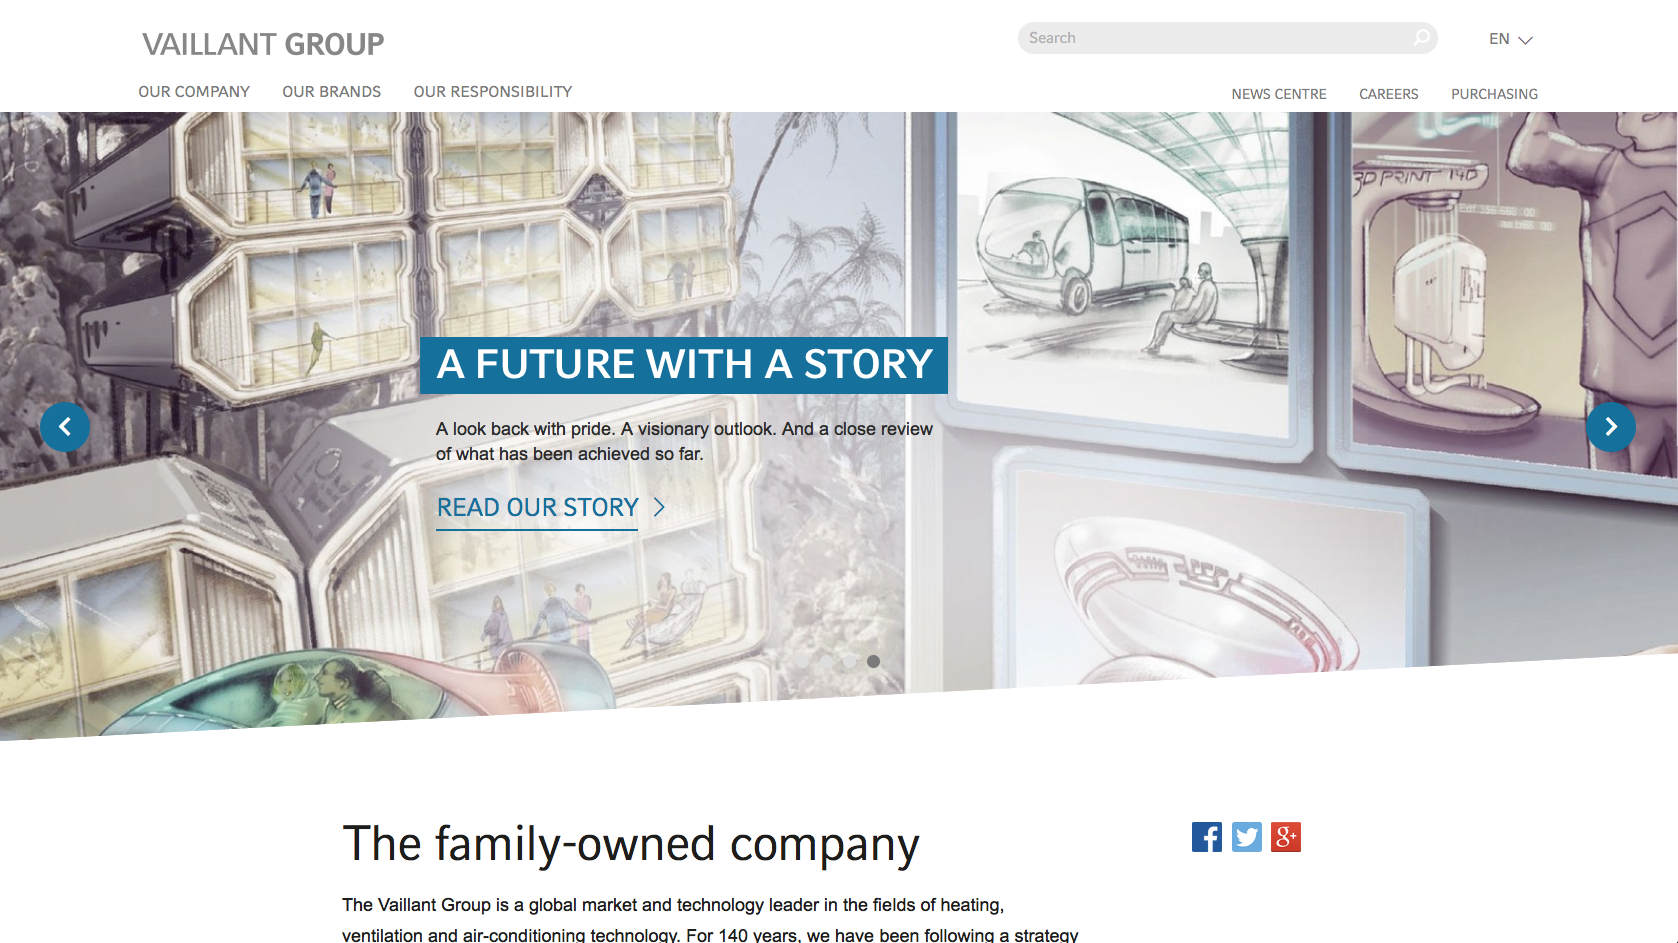 VAILLANT GROUP
Search
EN
OUR COMPANY OUR BRANDS OUR RESPONSIBILITY
NEWS CENTRE CAREERS PURCHASING
3D PRINT 14D
A FUTURE WITH A STORY
A look back with pride. A visionary outlook. And a close review
of what has been achieved so far.
READ OUR STORY
The family-owned company
The Vaillant Group is a global market and technology leader in the fields of heating,
ventilation and air-conditioning technology. For 140 years, we have been following a strategy